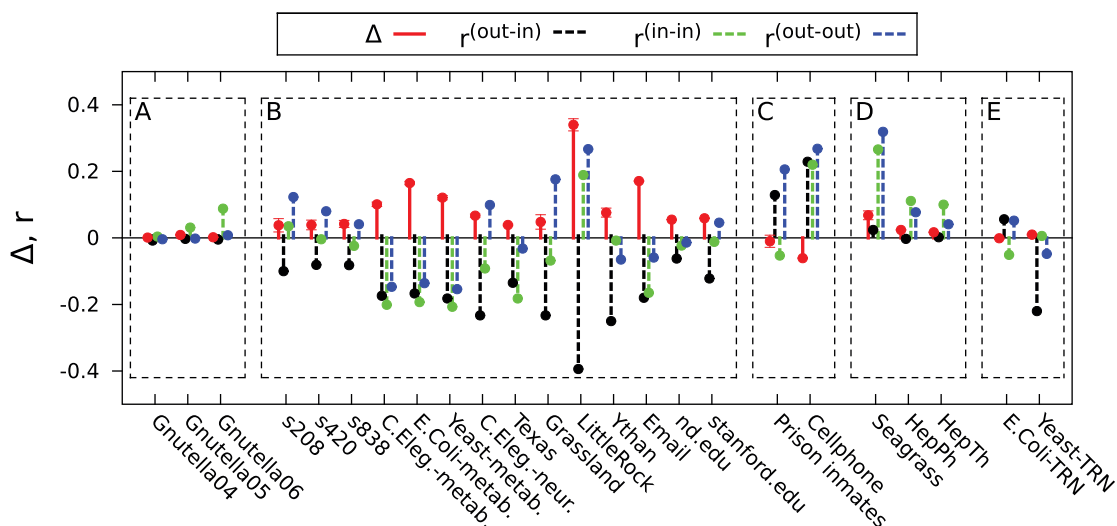 Δ r(out-in) r(in-in) r(out-out)
Δ, r
0.4
0.2
0
-0.2
-0.4
A
B
C
D
E
Gnutella04
Gnutella05
Gnutella06
s208
s420
s838
C.Eleg.-metab.
E.Coli-metab.
Yeast-metab.
C.Eleg.-neur.
Texas
Grassland
LittleRock
Ythan
Email
nd.edu
stanford.edu
Prison inmates
Cellphone
Seagrass
HepPh
HepTh
E.Coli-TRN
Yeast-TRN